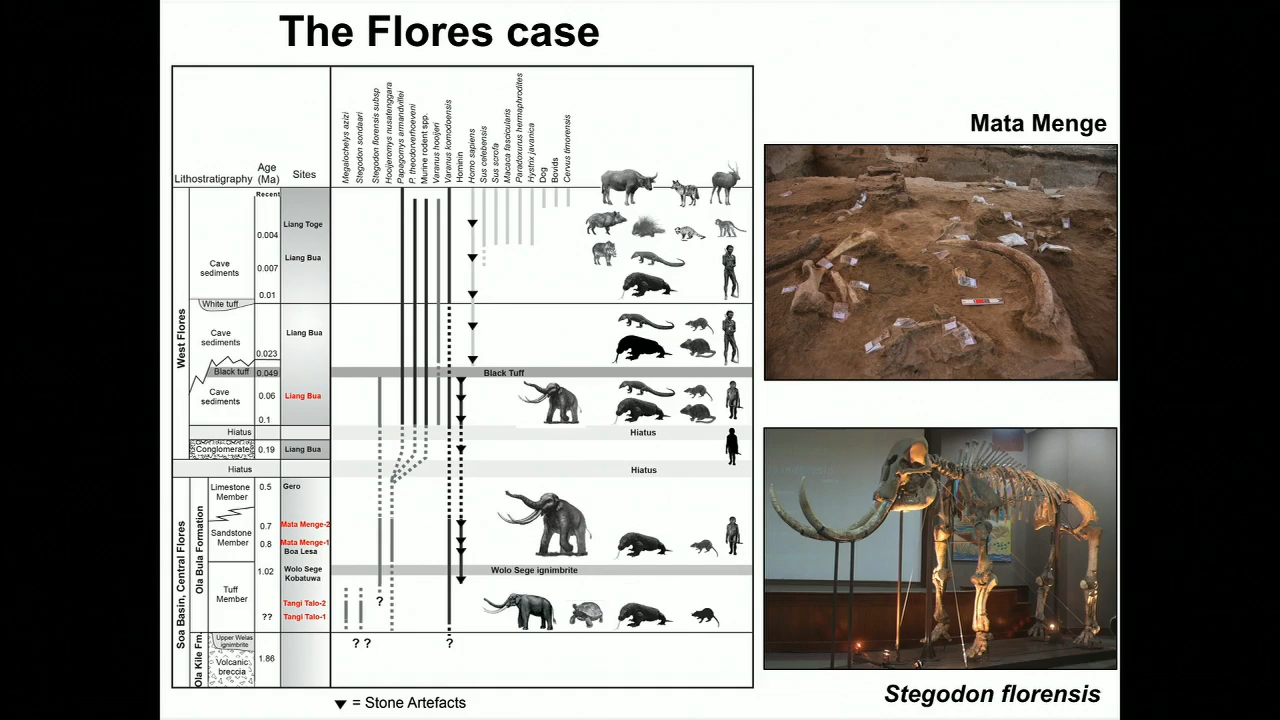 The Flores case
Megalochelys azizi
Stegodon sondaari
Stegodon florensis subsp
Hooijeromys nusatenggara
Papagomys armandvillei
P. theodorverhoeveni
Murine rodent spp.
Varanus hooijeri
Varanus komodoensis
Hominin
Homo sapiens
Sus celebensis
Sus scrofa
Macaca fascicularis
Paradoxurus hermaphrodites
Hystrix javanica
Dog
Bovids
Cervus timorensis
Lithostratigraphy
Age
(Ma)
Sites
Recent
Liang Toge
0.004
Liang Bua
Cave
sediments
0.007
0.01
White tuff
West Flores
Cave
sediments
Liang Bua
0.023
Black tuff
0.049
Black Tuff
Cave
sediments
0.06
Liang Bua
0.1
Hiatus
Hiatus
Conglomerate
0.19
Liang Bua
Hiatus
Hiatus
Soa Basin, Central Flores
Ola Bula Formation
Limestone
Member
0.5
Gero
Sandstone
Member
0.7
Mata Menge-2
0.8
Mata Menge-1
Boa Lesa
1.02
Wolo Sege
Kobatuwa
Wolo Sege ignimbrite
Tuff
Member
Tangi Talo-2
?
??
Tangi Talo-1
Ola Kile Fm.
Upper Welas
ignimbrite
? ?
?
Volcanic
breccia
1.86
▼ = Stone Artefacts
Mata Menge
Stegodon florensis